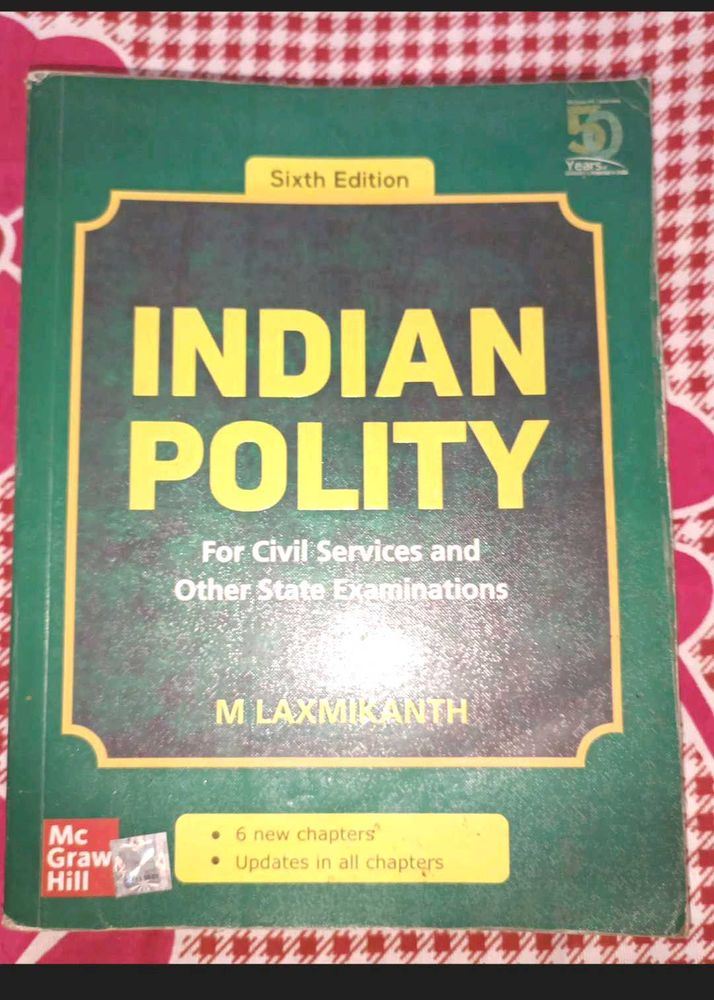 50
Years
Sixth Edition
INDIAN
POLITY
For Civil Services and
Other State Examinations
M LAXMIKANTH
Mc
Graw
Hill
• 6 new chapters
• Updates in all chapters